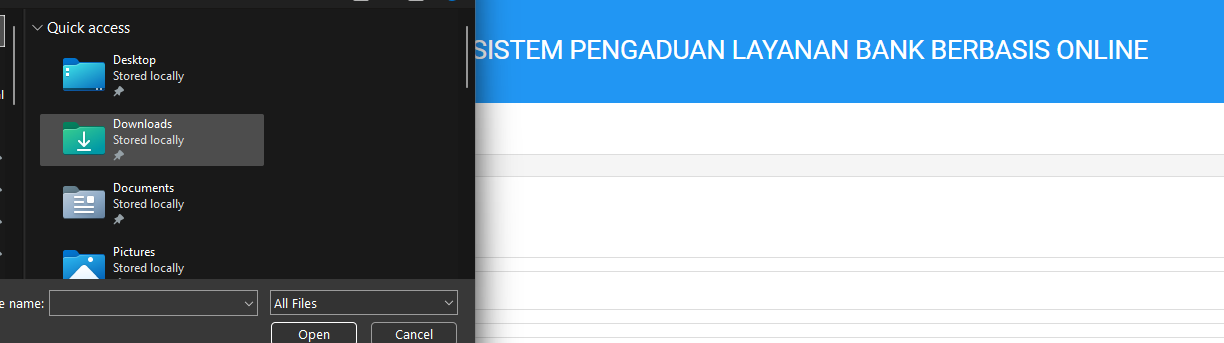 Quick access
SISTEM PENGADUAN LAYANAN BANK BERBASIS ONLINE
Desktop
Stored locally
Downloads
Stored locally
Documents
Stored locally
Pictures
Stored locally
name:
All Files
Open
Cancel